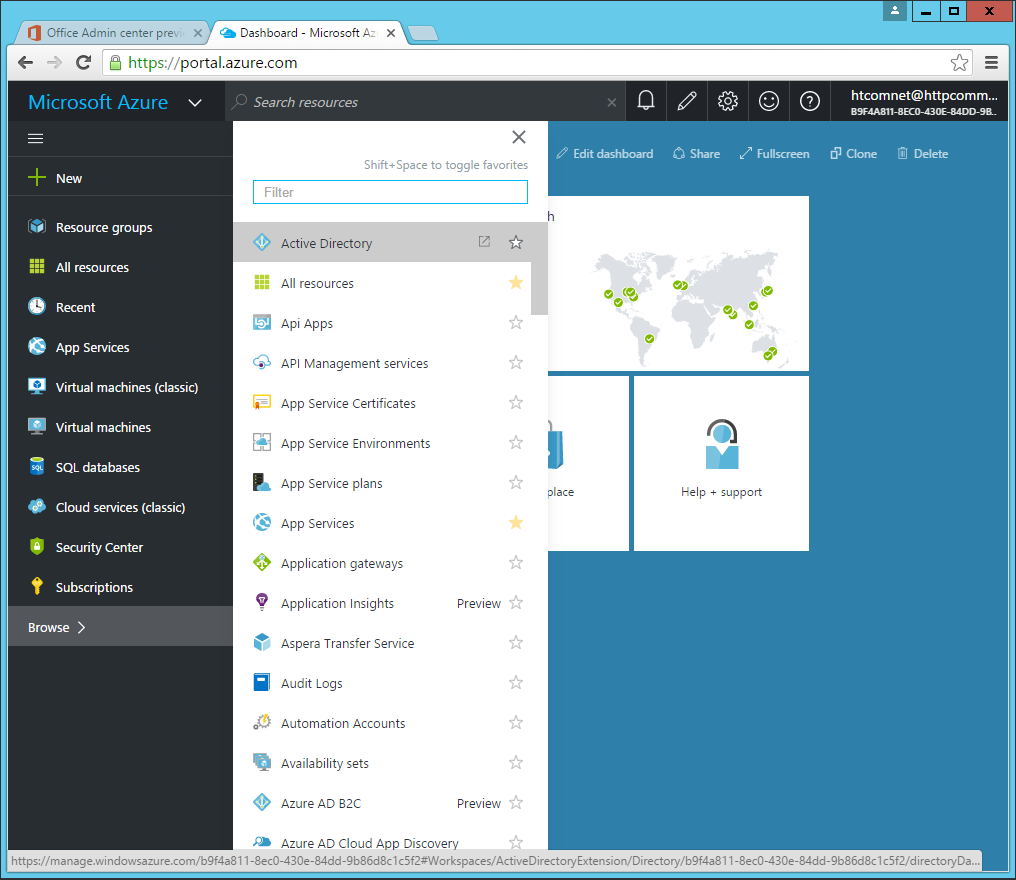 Office Admin center previ
Dashboard - Microsoft Az
https://portal.azure.com
Microsoft Azure
Search resources
htcomnet@httpcomm...
B9F4A811-8EC0-430E-84DD-9B...
New
Resource groups
All resources
Recent
App Services
Virtual machines (classic)
Virtual machines
SQL databases
Cloud services (classic)
Security Center
Subscriptions
Browse
Shift+Space to toggle favorites
Filter
Active Directory
All resources
Api Apps
API Management services
App Service Certificates
App Service Environments
App Service plans
App Services
Application gateways
Application Insights Preview
Aspera Transfer Service
Audit Logs
Automation Accounts
Availability sets
Azure AD B2C Preview
Azure AD Cloud App Discovery
Edit dashboard Share Fullscreen Clone Delete
h
place
Help + support
https://manage.windowsazure.com/b9f4a811-8ec0-430e-84dd-9b86d8c1c5f2#Workspaces/ActiveDirectoryExtension/Directory/b9f4a811-8ec0-430e-84dd-9b86d8c1c5f2/directoryDa...